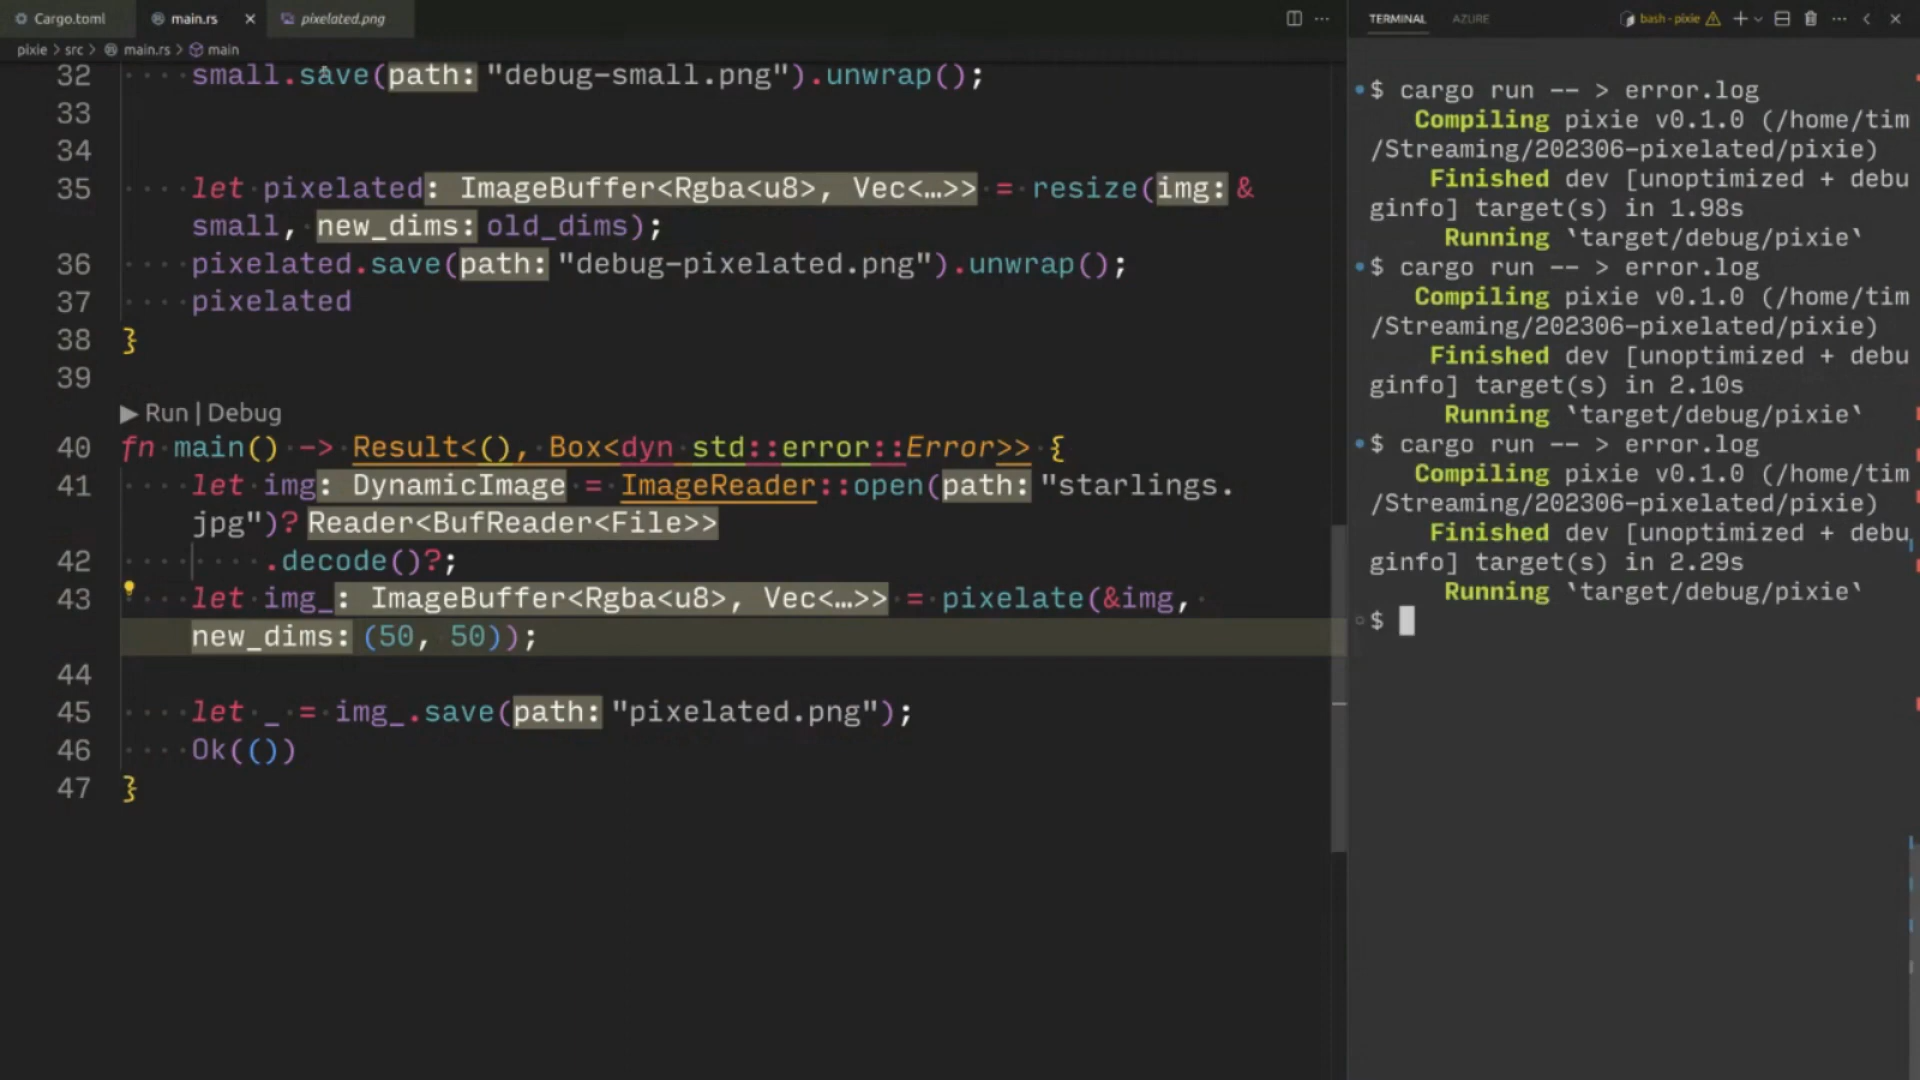 Cargo.toml
main.rs
pixelated.png
pixie > src > main.rs > main
32 small.save(path: "debug-small.png").unwrap();
33
34
35 let pixelated: ImageBuffer<Rgba<u8>, Vec<…>> = resize(img: &
small, new_dims: old_dims);
36 pixelated.save(path: "debug-pixelated.png").unwrap();
37 pixelated
38 }
39
▶ Run | Debug
40 fn main() -> Result<(), Box<dyn std::error::Error>> {
41 let img: DynamicImage = ImageReader::open(path: "starlings.
jpg")? Reader<BufReader<File>>
42 .decode()?;
43 let img_: ImageBuffer<Rgba<u8>, Vec<…>> = pixelate(&img,
new_dims: (50, 50));
44
45 let _ = img_.save(path: "pixelated.png");
46 Ok(())
47 }
TERMINAL AZURE bash - pixie
$ cargo run -- > error.log
Compiling pixie v0.1.0 (/home/tim
/Streaming/202306-pixelated/pixie)
Finished dev [unoptimized + debu
ginfo] target(s) in 1.98s
Running `target/debug/pixie`
$ cargo run -- > error.log
Compiling pixie v0.1.0 (/home/tim
/Streaming/202306-pixelated/pixie)
Finished dev [unoptimized + debu
ginfo] target(s) in 2.10s
Running `target/debug/pixie`
$ cargo run -- > error.log
Compiling pixie v0.1.0 (/home/tim
/Streaming/202306-pixelated/pixie)
Finished dev [unoptimized + debu
ginfo] target(s) in 2.29s
Running `target/debug/pixie`
$